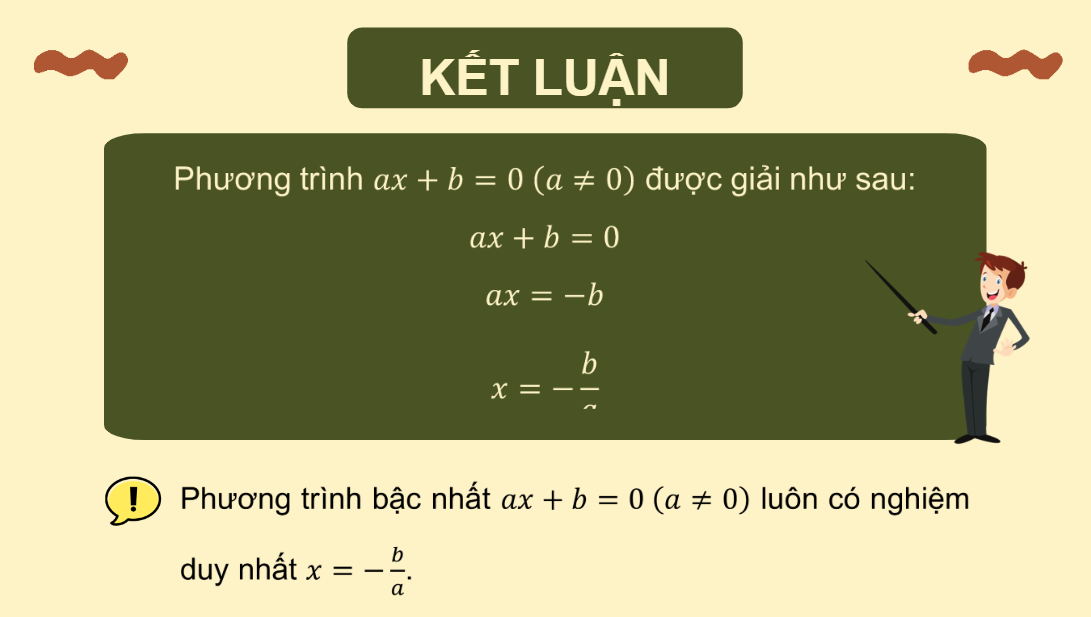 KẾT LUẬN
Phương trình ax + b = 0 (a ≠ 0) được giải như sau:
ax + b = 0
ax = −b
x = −b/a
! Phương trình bậc nhất ax + b = 0 (a ≠ 0) luôn có nghiệm
duy nhất x = −b/a.